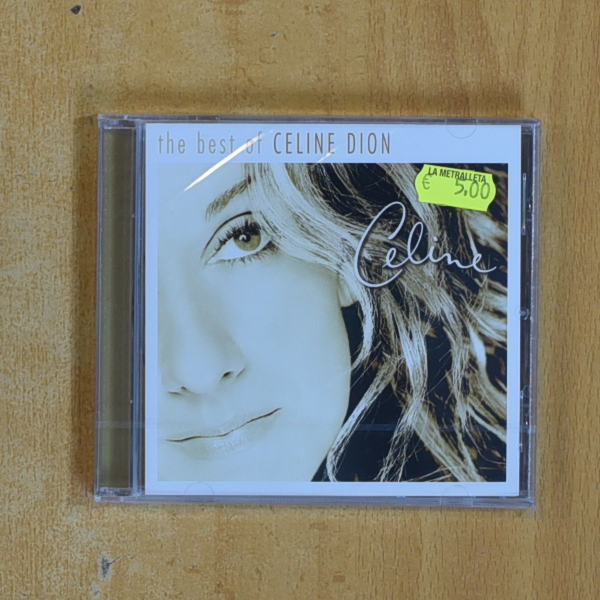 the best of CELINE DION
LA METRALLETA
€ 5,00
Celine